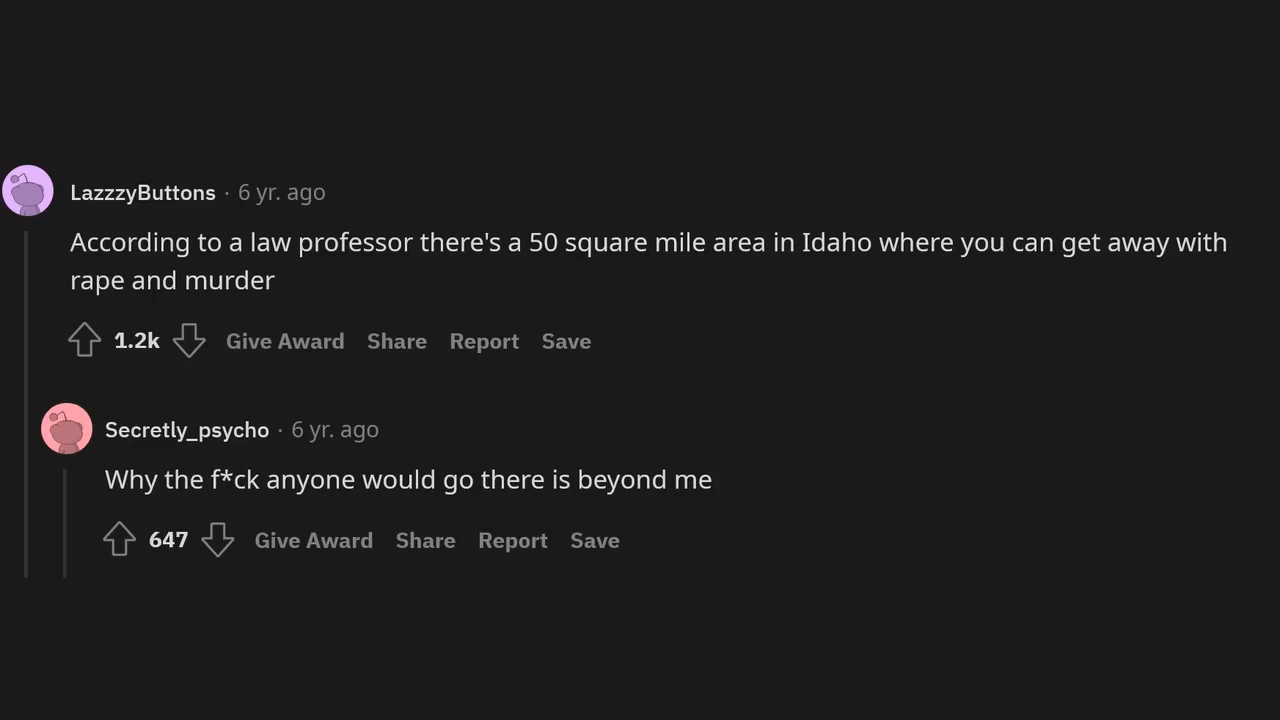 LazzzyButtons · 6 yr. ago
According to a law professor there's a 50 square mile area in Idaho where you can get away with
rape and murder
1.2k Give Award Share Report Save
Secretly_psycho · 6 yr. ago
Why the f*ck anyone would go there is beyond me
647 Give Award Share Report Save